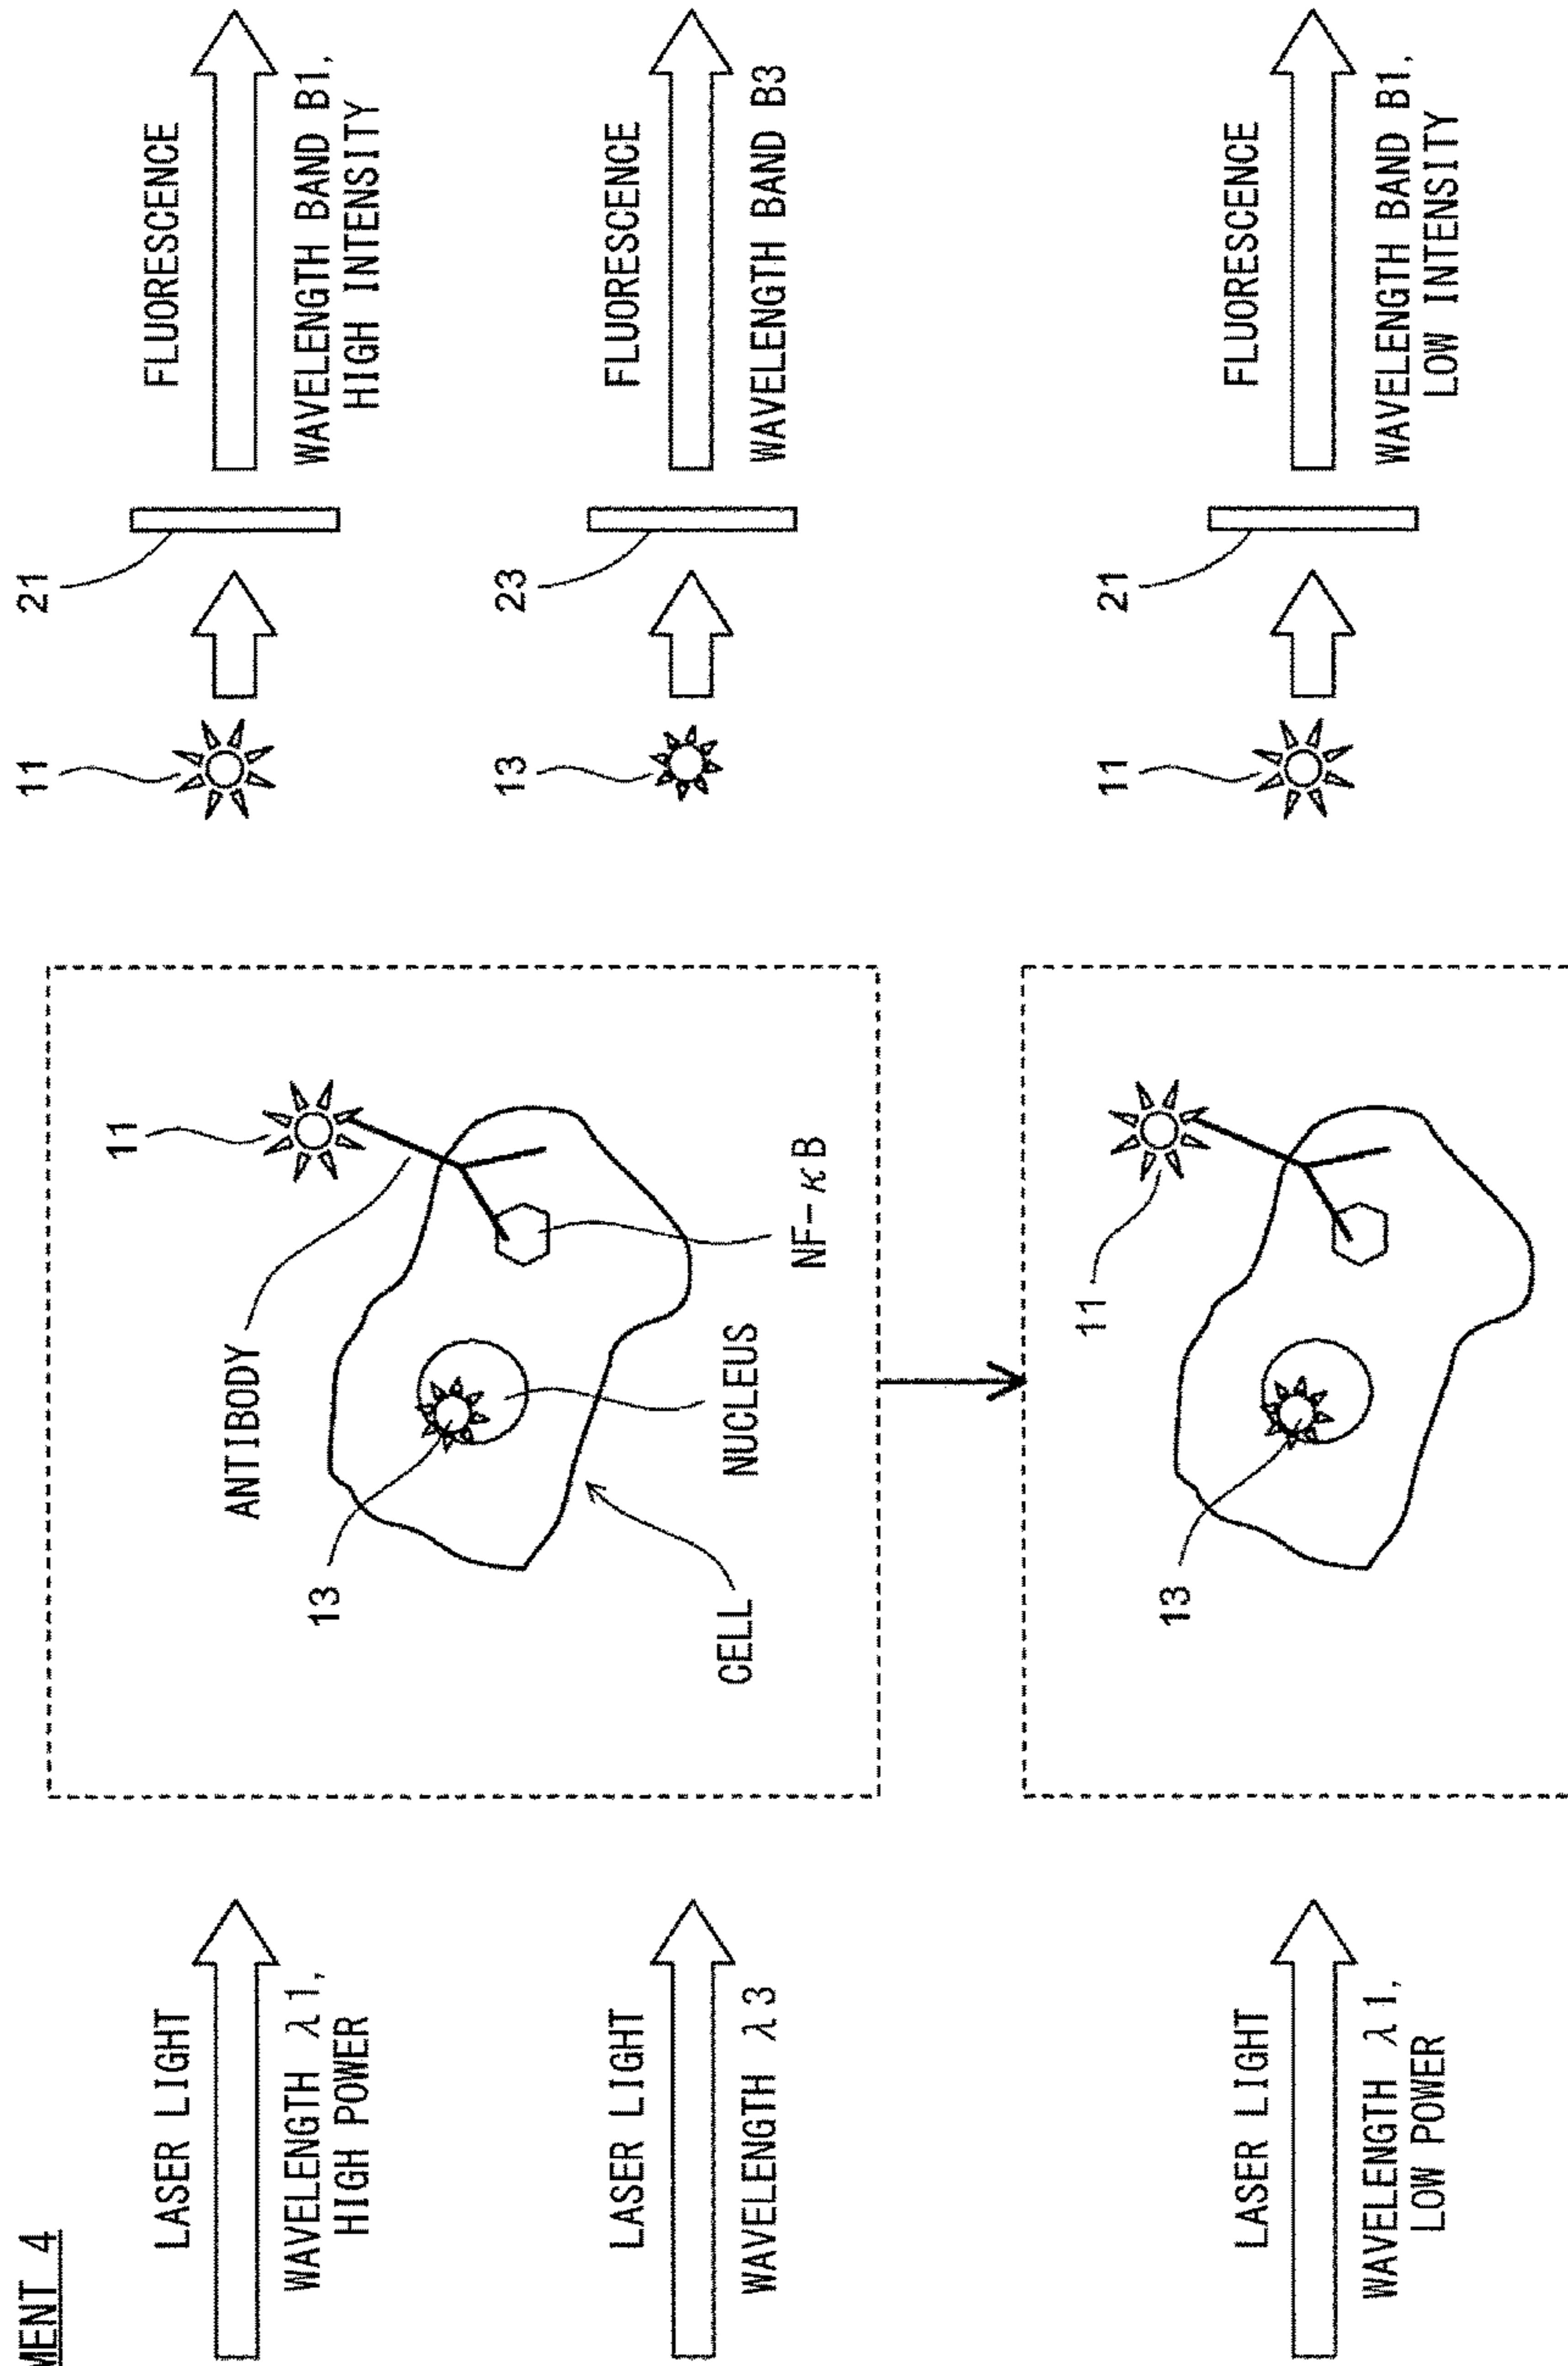 MENT 4
LASER LIGHT
WAVELENGTH λ1,
HIGH POWER
LASER LIGHT
WAVELENGTH λ3
11
ANTIBODY
13
NUCLEUS
NF-κB
CELL
11
21
FLUORESCENCE
WAVELENGTH BAND B1,
HIGH INTENSITY
13
23
FLUORESCENCE
WAVELENGTH BAND B3
LASER LIGHT
WAVELENGTH λ1,
LOW POWER
11
13
11
21
FLUORESCENCE
WAVELENGTH BAND B1,
LOW INTENSITY